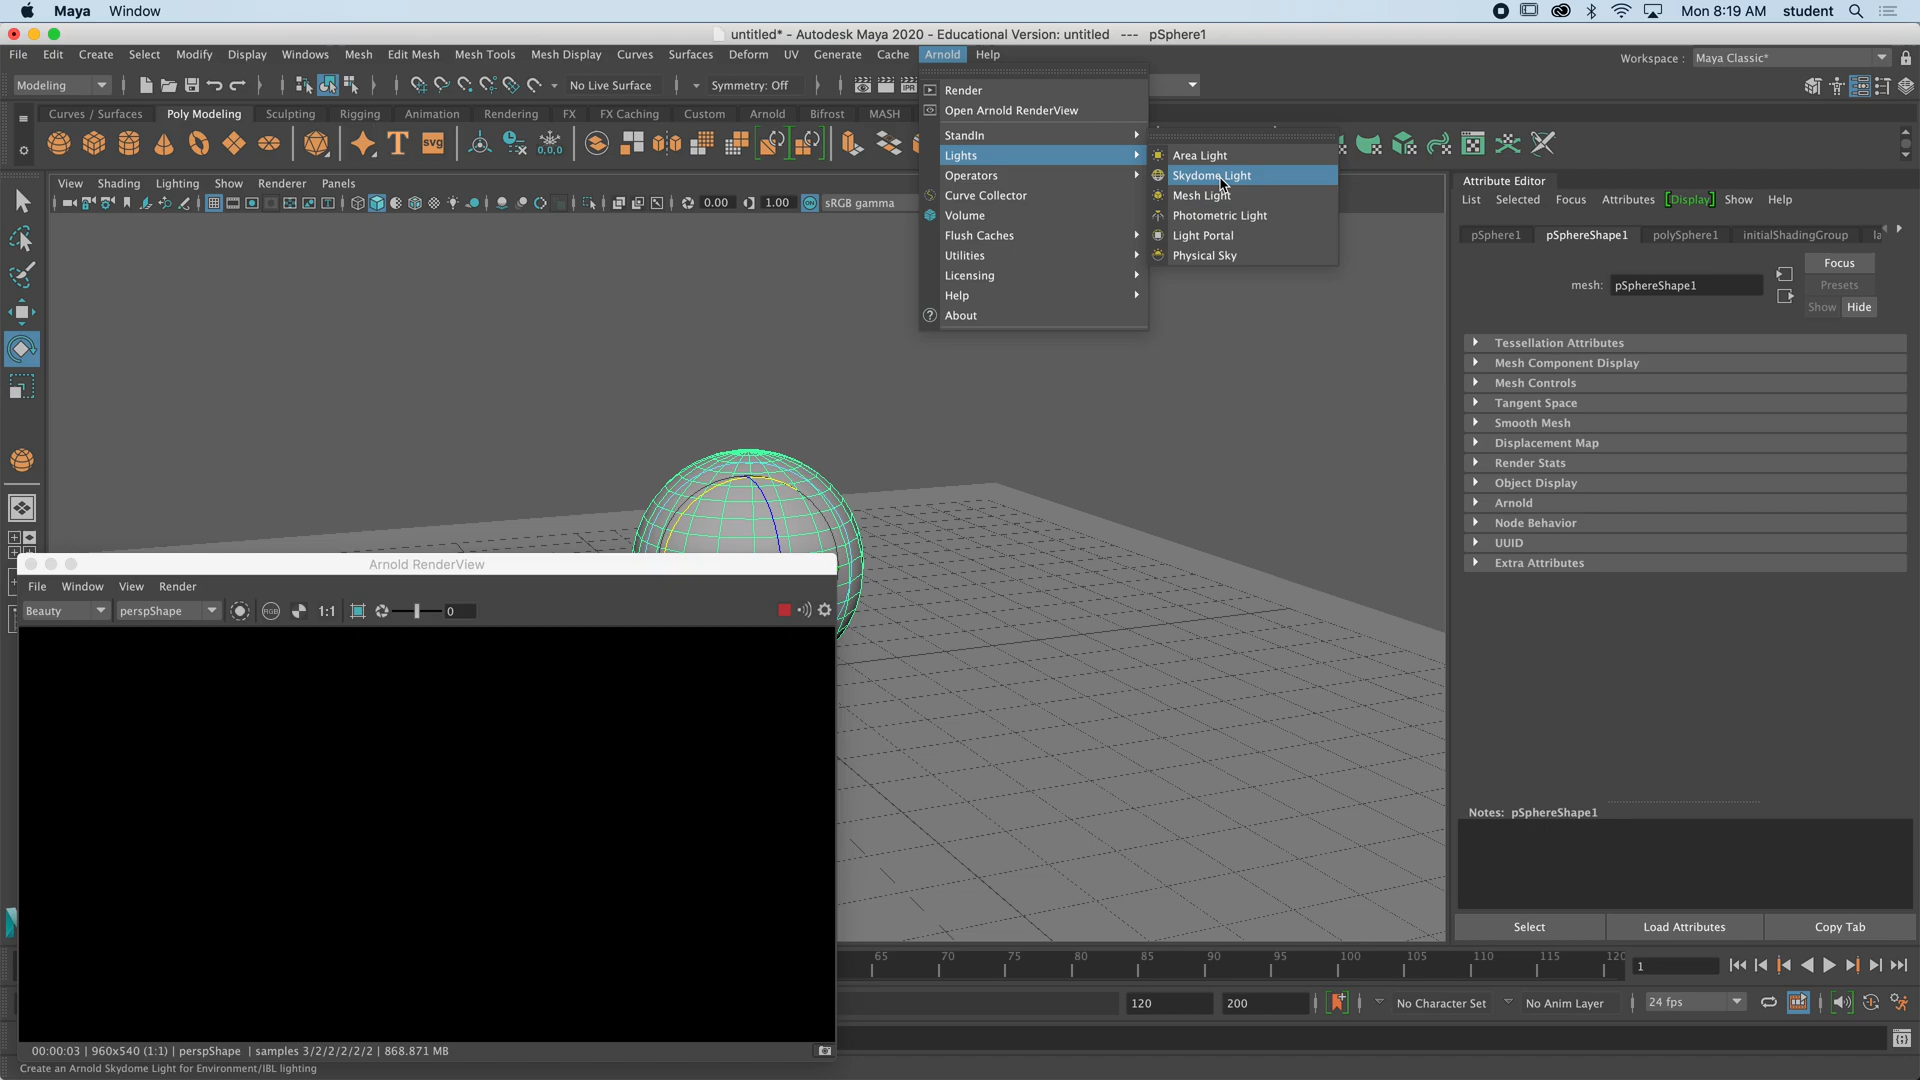 Maya Window
Mon 8:19 AM student
untitled* - Autodesk Maya 2020 - Educational Version: untitled --- pSphere1
File Edit Create Select Modify Display Windows Mesh Edit Mesh Mesh Tools Mesh Display Curves Surfaces Deform UV Generate Cache Arnold Help
Workspace : Maya Classic*
Modeling No Live Surface Symmetry: Off IPR
Curves / Surfaces Poly Modeling Sculpting Rigging Animation Rendering FX FX Caching Custom Arnold Bifrost MASH
T SVG 0,0,0
View Shading Lighting Show Renderer Panels
0.00 1.00 ON sRGB gamma
Render
Open Arnold RenderView
StandIn
Lights
Operators
Curve Collector
Volume
Flush Caches
Utilities
Licensing
Help
About
Area Light
Skydome Light
Mesh Light
Photometric Light
Light Portal
Physical Sky
Attribute Editor
List Selected Focus Attributes [Display] Show Help
pSphere1 pSphereShape1 polySphere1 initialShadingGroup la
mesh: pSphereShape1
Focus
Presets
Show Hide
Tessellation Attributes
Mesh Component Display
Mesh Controls
Tangent Space
Smooth Mesh
Displacement Map
Render Stats
Object Display
Arnold
Node Behavior
UUID
Extra Attributes
Notes: pSphereShape1
Select Load Attributes Copy Tab
Arnold RenderView
File Window View Render
Beauty perspShape RGB 1:1 0
00:00:03 | 960x540 (1:1) | perspShape | samples 3/2/2/2/2/2 | 868.871 MB
65 70 75 80 85 90 95 100 105 110 115 120
1
120 200 No Character Set No Anim Layer 24 fps
Create an Arnold Skydome Light for Environment/IBL lighting